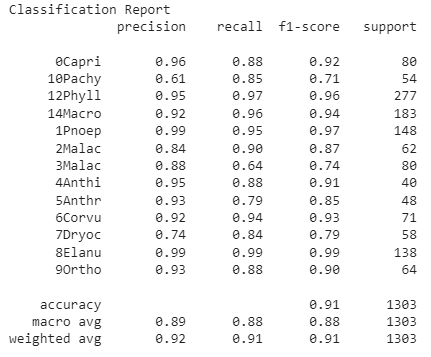 Classification Report
precision recall f1-score support
0Capri 0.96 0.88 0.92 80
10Pachy 0.61 0.85 0.71 54
12Phyll 0.95 0.97 0.96 277
14Macro 0.92 0.96 0.94 183
1Pnoep 0.99 0.95 0.97 148
2Malac 0.84 0.90 0.87 62
3Malac 0.88 0.64 0.74 80
4Anthi 0.95 0.88 0.91 40
5Anthr 0.93 0.79 0.85 48
6Corvu 0.92 0.94 0.93 71
7Dryoc 0.74 0.84 0.79 58
8Elanu 0.99 0.99 0.99 138
9Ortho 0.93 0.88 0.90 64
accuracy 0.91 1303
macro avg 0.89 0.88 0.88 1303
weighted avg 0.92 0.91 0.91 1303